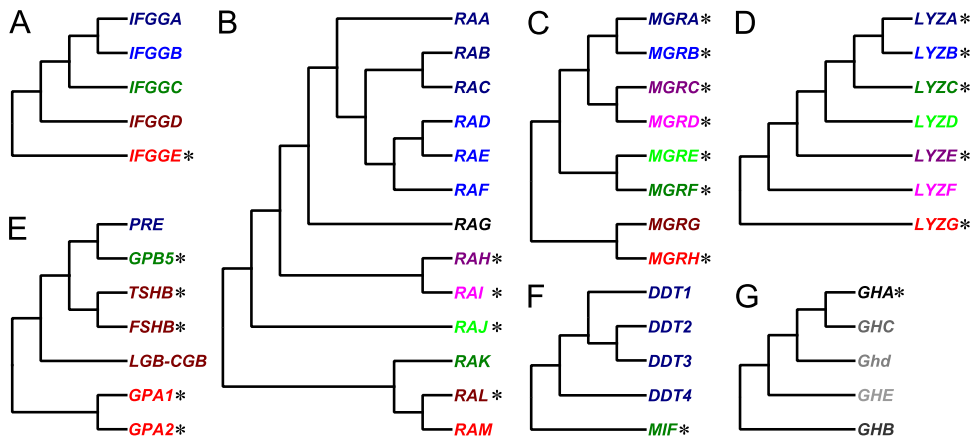 A
IFGGA
IFGGB
IFGGC
IFGGD
IFGGE*
B
RAA
RAB
RAC
RAD
RAE
RAF
RAG
RAH*
RAI*
RAJ*
RAK
RAL*
RAM
C
MGRA*
MGRB*
MGRC*
MGRD*
MGRE*
MGRF*
MGRG
MGRH*
D
LYZA*
LYZB*
LYZC*
LYZD
LYZE*
LYZF
LYZG*
E
PRE
GPB5*
TSHB*
FSHB*
LGB-CGB
GPA1*
GPA2*
F
DDT1
DDT2
DDT3
DDT4
MIF*
G
GHA*
GHC
Ghd
GHE
GHB